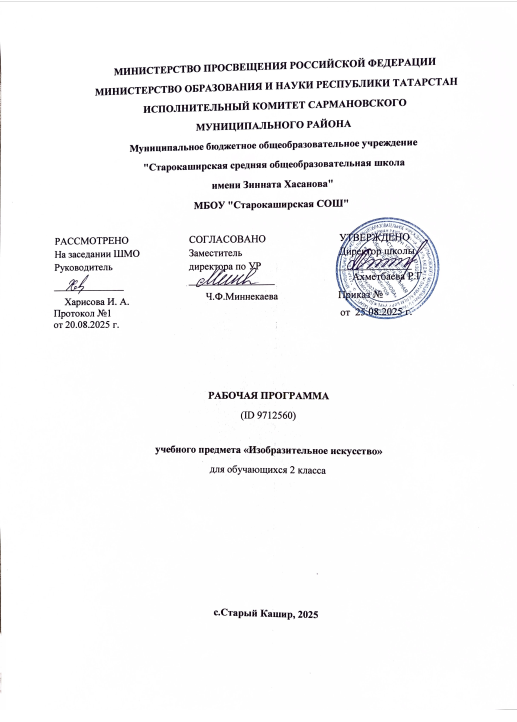 МИНИСТЕРСТВО ПРОСВЕЩЕНИЯ РОССИЙСКОЙ ФЕДЕРАЦИИ
МИНИСТЕРСТВО ОБРАЗОВАНИЯ И НАУКИ РЕСПУБЛИКИ ТАТАРСТАН
ИСПОЛНИТЕЛЬНЫЙ КОМИТЕТ САРМАНОВСКОГО
МУНИЦИПАЛЬНОГО РАЙОНА
Муниципальное бюджетное общеобразовательное учреждение
"Старокаширская средняя общеобразовательная школа
имени Зинната Хасанова"
МБОУ "Старокаширская СОШ"
РАССМОТРЕНО
На заседании ШМО
Руководитель
Харисова И. А.
Протокол №1
от 20.08.2025 г.
СОГЛАСОВАНО
Заместитель
директора по УР
Ч.Ф.Миннекаева
УТВЕРЖДЕНО
Директор школы
Ахметбаева Р.Г
Приказ №
от 25.08.2025 г.
РАБОЧАЯ ПРОГРАММА
(ID 9712560)
учебного предмета «Изобразительное искусство»
для обучающихся 2 класса
с.Старый Кашир, 2025